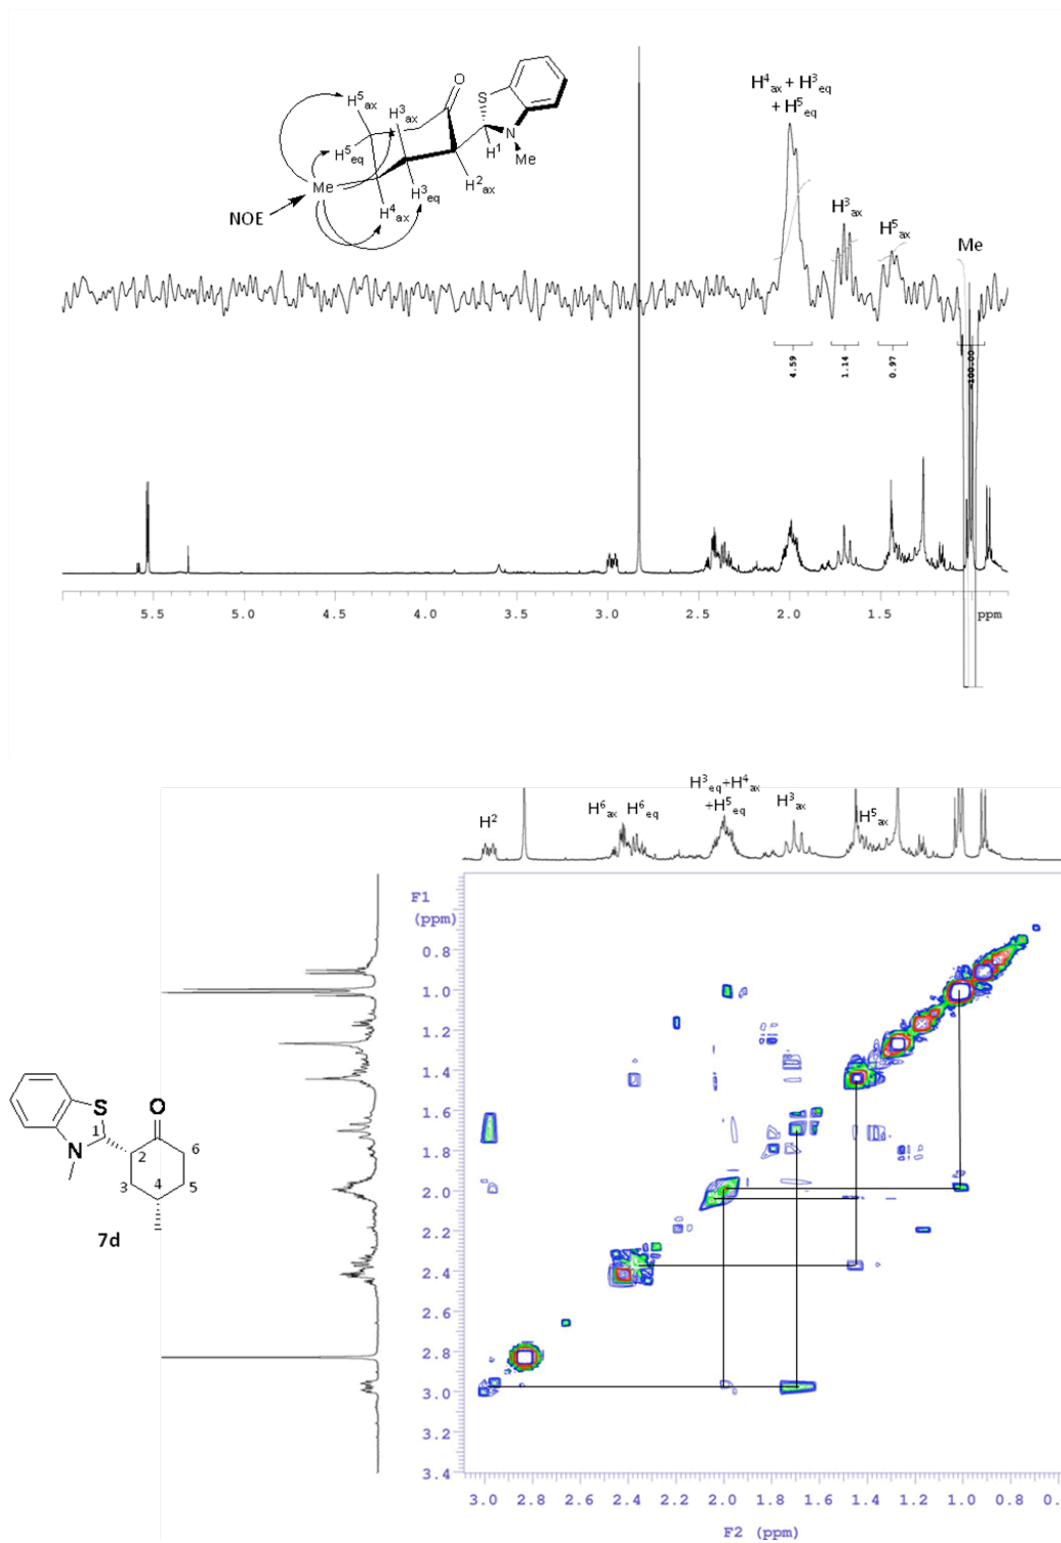 O
S
N
Me
H¹
H⁵ax
H³ax
H⁵eq
Me
H³eq
H²ax
H⁴ax
NOE
H⁴ax + H³eq
+ H⁵eq
H³ax
H⁵ax
Me
4.59
1.14
0.97
-100.00
5.5 5.0 4.5 4.0 3.5 3.0 2.5 2.0 1.5 ppm
H³eq+H⁴ax
+H⁵eq
H²
H⁶ax H⁶eq
H³ax
H⁵ax
F1
(ppm)
0.8
1.0
1.2
1.4
1.6
1.8
2.0
2.2
2.4
2.6
2.8
3.0
3.2
3.4
S
O
N
1
2
3
4
5
6
7d
3.0 2.8 2.6 2.4 2.2 2.0 1.8 1.6 1.4 1.2 1.0 0.8
F2 (ppm)